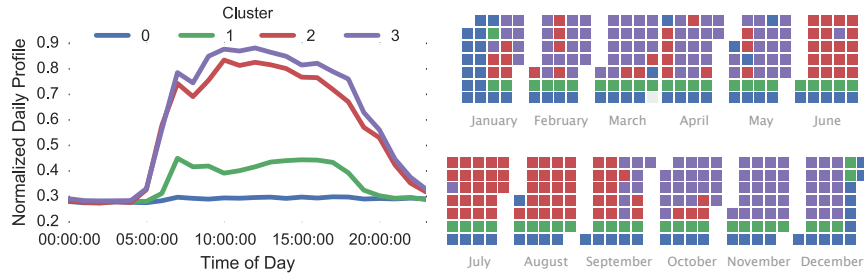 Cluster
0 1 2 3
Normalized Daily Profile
0.9
0.8
0.7
0.6
0.5
0.4
0.3
0.2
00:00:00 05:00:00 10:00:00 15:00:00 20:00:00
Time of Day
January February March April May June
July August September October November December